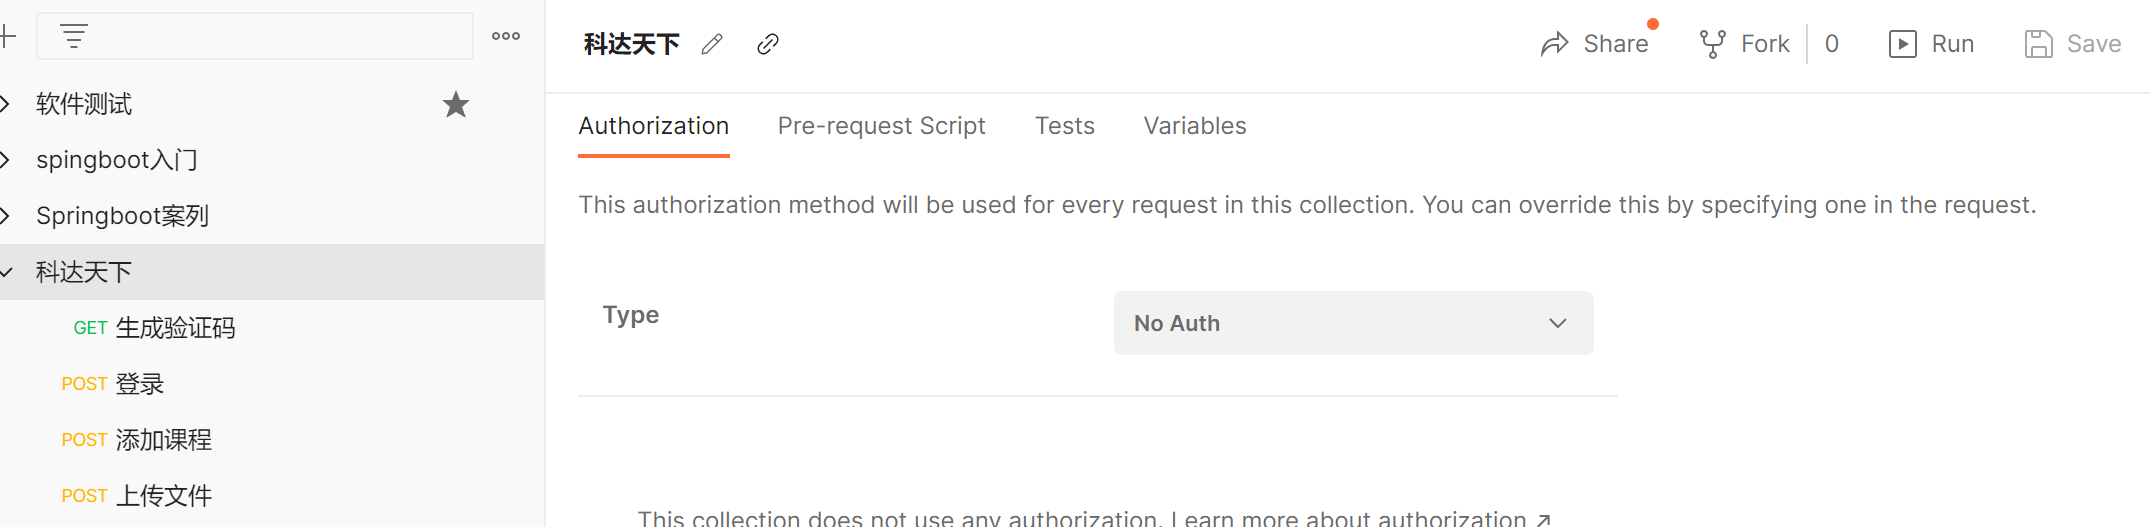 软件测试
spingboot入门
Springboot案列
科达天下
GET 生成验证码
POST 登录
POST 添加课程
POST 上传文件
科达天下
Share
Fork
0
Run
Save
Authorization
Pre-request Script
Tests
Variables
This authorization method will be used for every request in this collection. You can override this by specifying one in the request.
Type
No Auth
This collection does not use any authorization. Learn more about authorization ↗